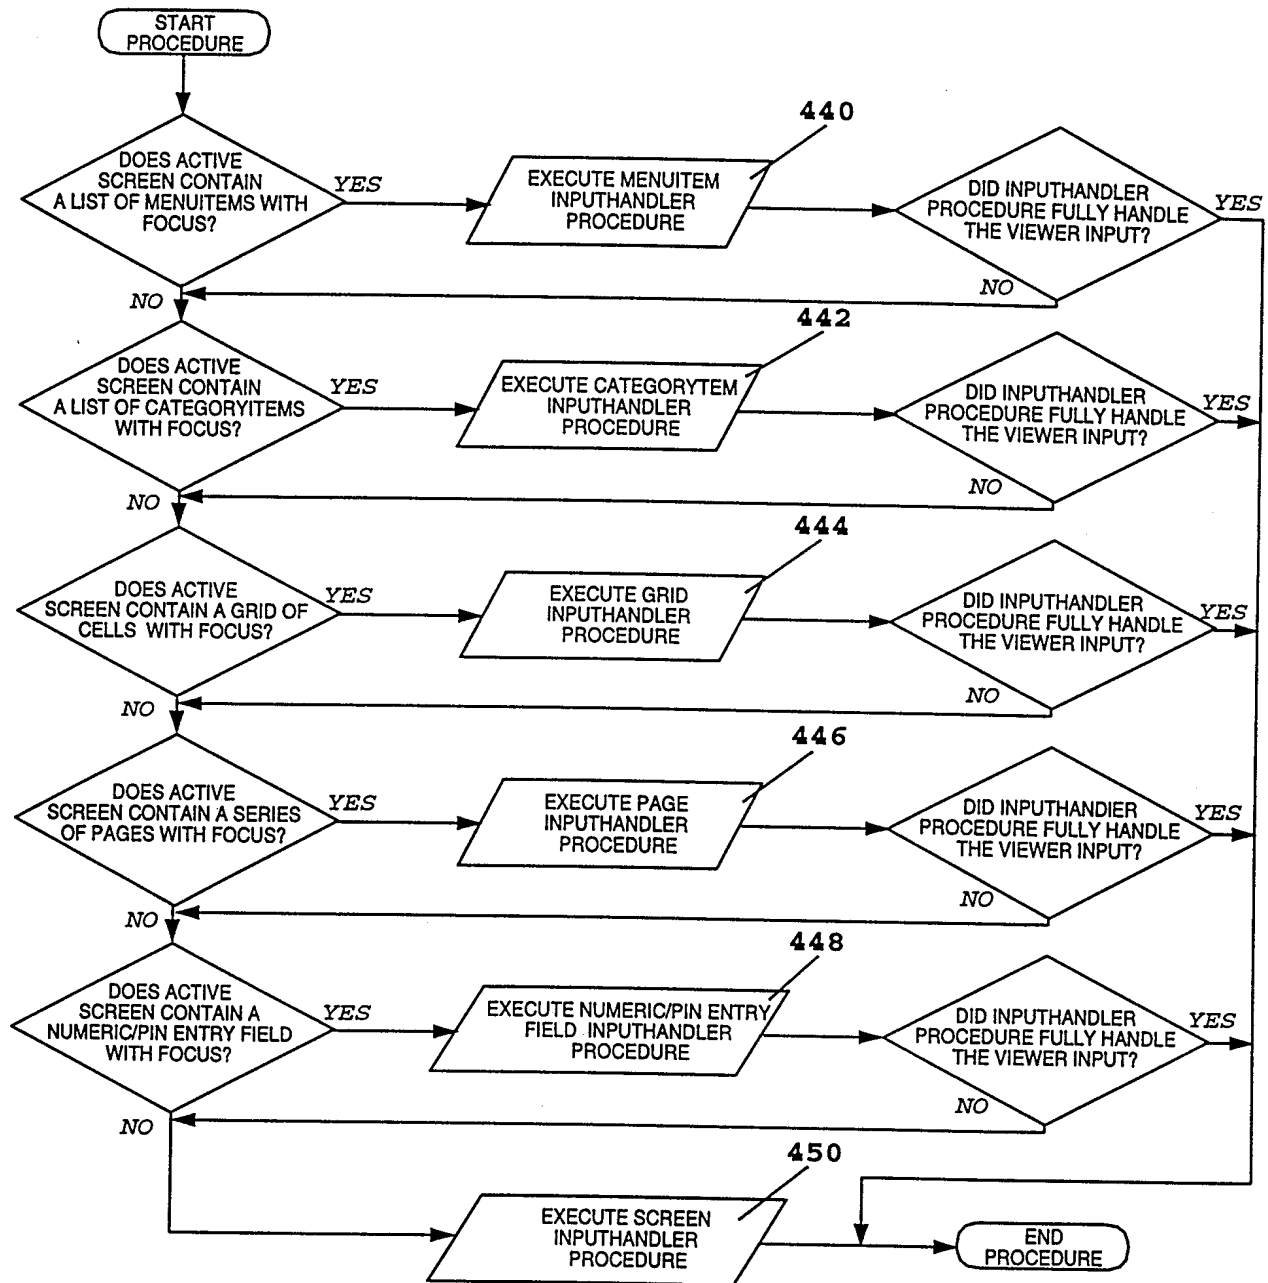 START
PROCEDURE
440
DOES ACTIVE
SCREEN CONTAIN
A LIST OF MENUITEMS WITH
FOCUS?
YES
EXECUTE MENUITEM
INPUTHANDLER
PROCEDURE
DID INPUTHANDLER
PROCEDURE FULLY HANDLE
THE VIEWER INPUT?
YES
NO
NO
442
DOES ACTIVE
SCREEN CONTAIN
A LIST OF CATEGORYITEMS
WITH FOCUS?
YES
EXECUTE CATEGORYTEM
INPUTHANDLER
PROCEDURE
DID INPUTHANDLER
PROCEDURE FULLY HANDLE
THE VIEWER INPUT?
YES
NO
NO
444
DOES ACTIVE
SCREEN CONTAIN A GRID OF
CELLS WITH FOCUS?
YES
EXECUTE GRID
INPUTHANDLER
PROCEDURE
DID INPUTHANDLER
PROCEDURE FULLY HANDLE
THE VIEWER INPUT?
YES
NO
NO
446
DOES ACTIVE
SCREEN CONTAIN A SERIES
OF PAGES WITH FOCUS?
YES
EXECUTE PAGE
INPUTHANDLER
PROCEDURE
DID INPUTHANDIER
PROCEDURE FULLY HANDLE
THE VIEWER INPUT?
YES
NO
NO
448
DOES ACTIVE
SCREEN CONTAIN A
NUMERIC/PIN ENTRY FIELD
WITH FOCUS?
YES
EXECUTE NUMERIC/PIN ENTRY
FIELD INPUTHANDLER
PROCEDURE
DID INPUTHANDLER
PROCEDURE FULLY HANDLE
THE VIEWER INPUT?
YES
NO
NO
450
EXECUTE SCREEN
INPUTHANDLER
PROCEDURE
END
PROCEDURE